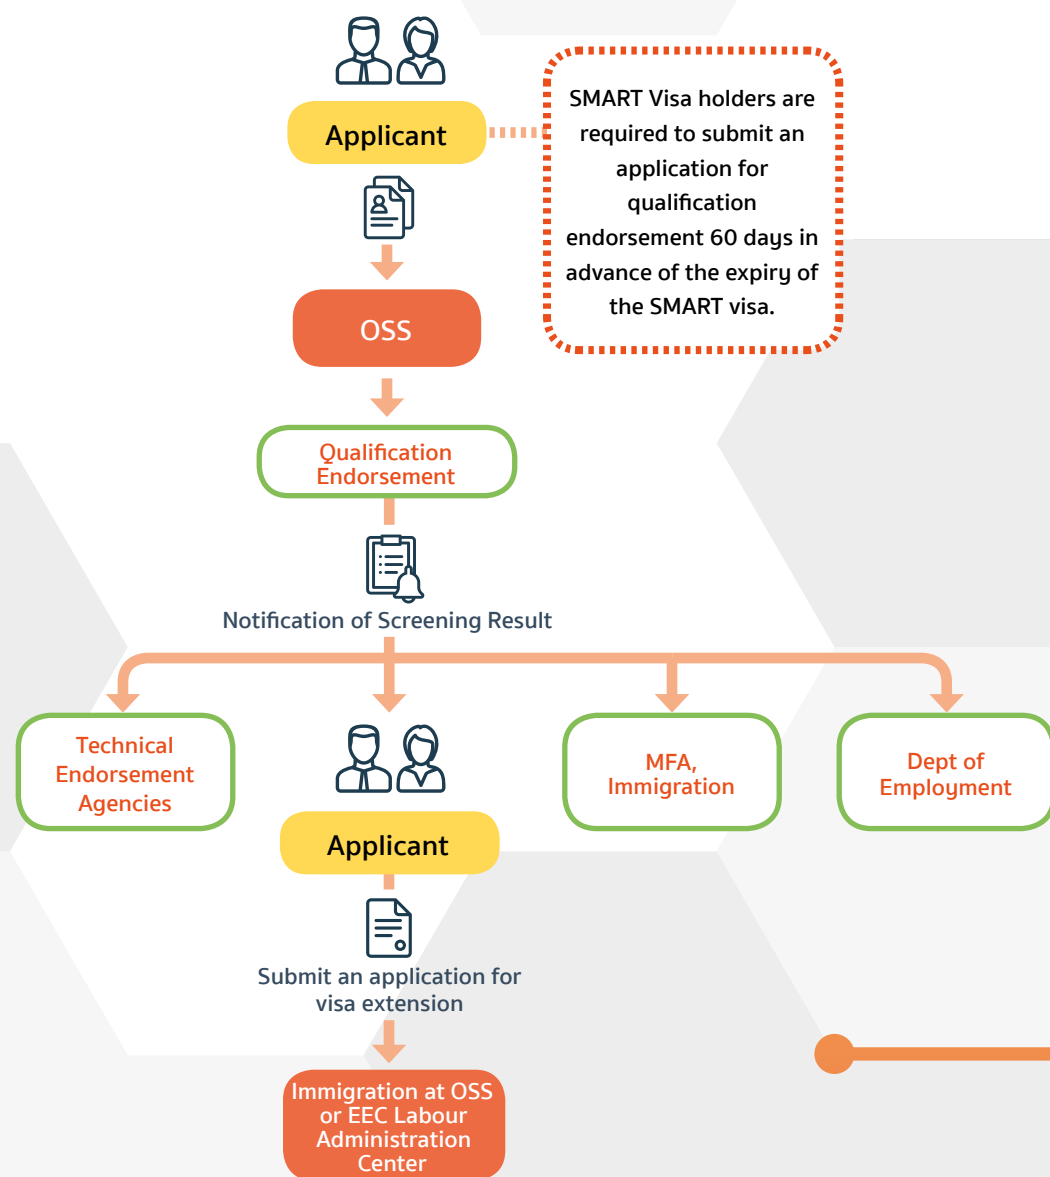 Applicant
SMART Visa holders are
required to submit an
application for
qualification
endorsement 60 days in
advance of the expiry of
the SMART visa.
OSS
Qualification
Endorsement
Notification of Screening Result
Technical
Endorsement
Agencies
Applicant
MFA,
Immigration
Dept of
Employment
Submit an application for
visa extension
Immigration at OSS
or EEC Labour
Administration
Center